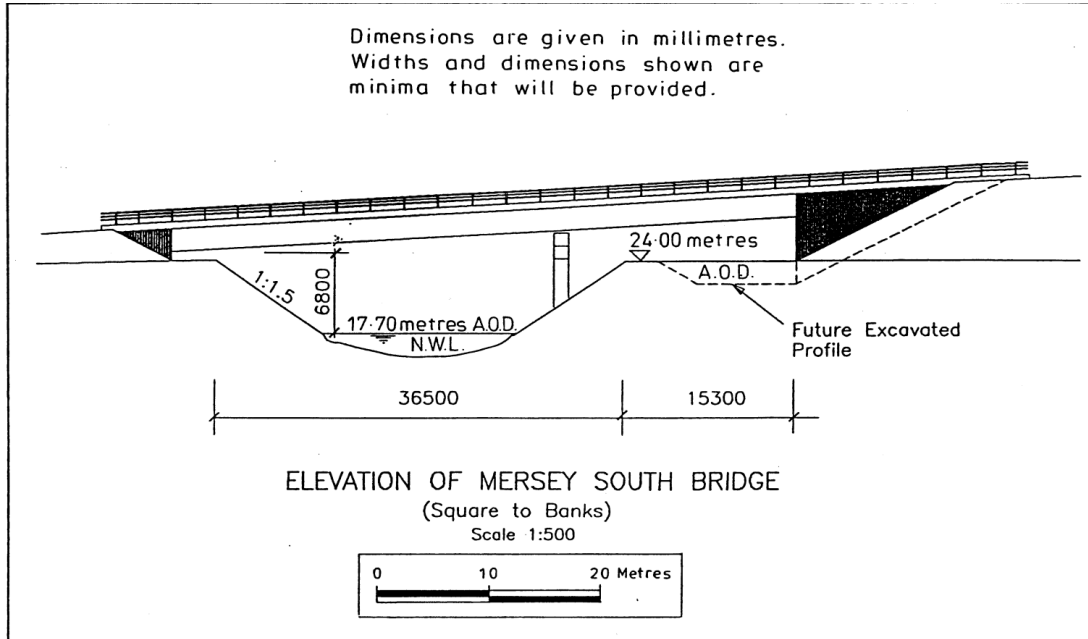 Dimensions are given in millimetres.
Widths and dimensions shown are
minima that will be provided.
24·00 metres
A.O.D.
1:1.5
6800
17·70 metres A.O.D.
N.W.L.
Future Excavated
Profile
36500
15300
ELEVATION OF MERSEY SOUTH BRIDGE
(Square to Banks)
Scale 1:500
0 10 20 Metres